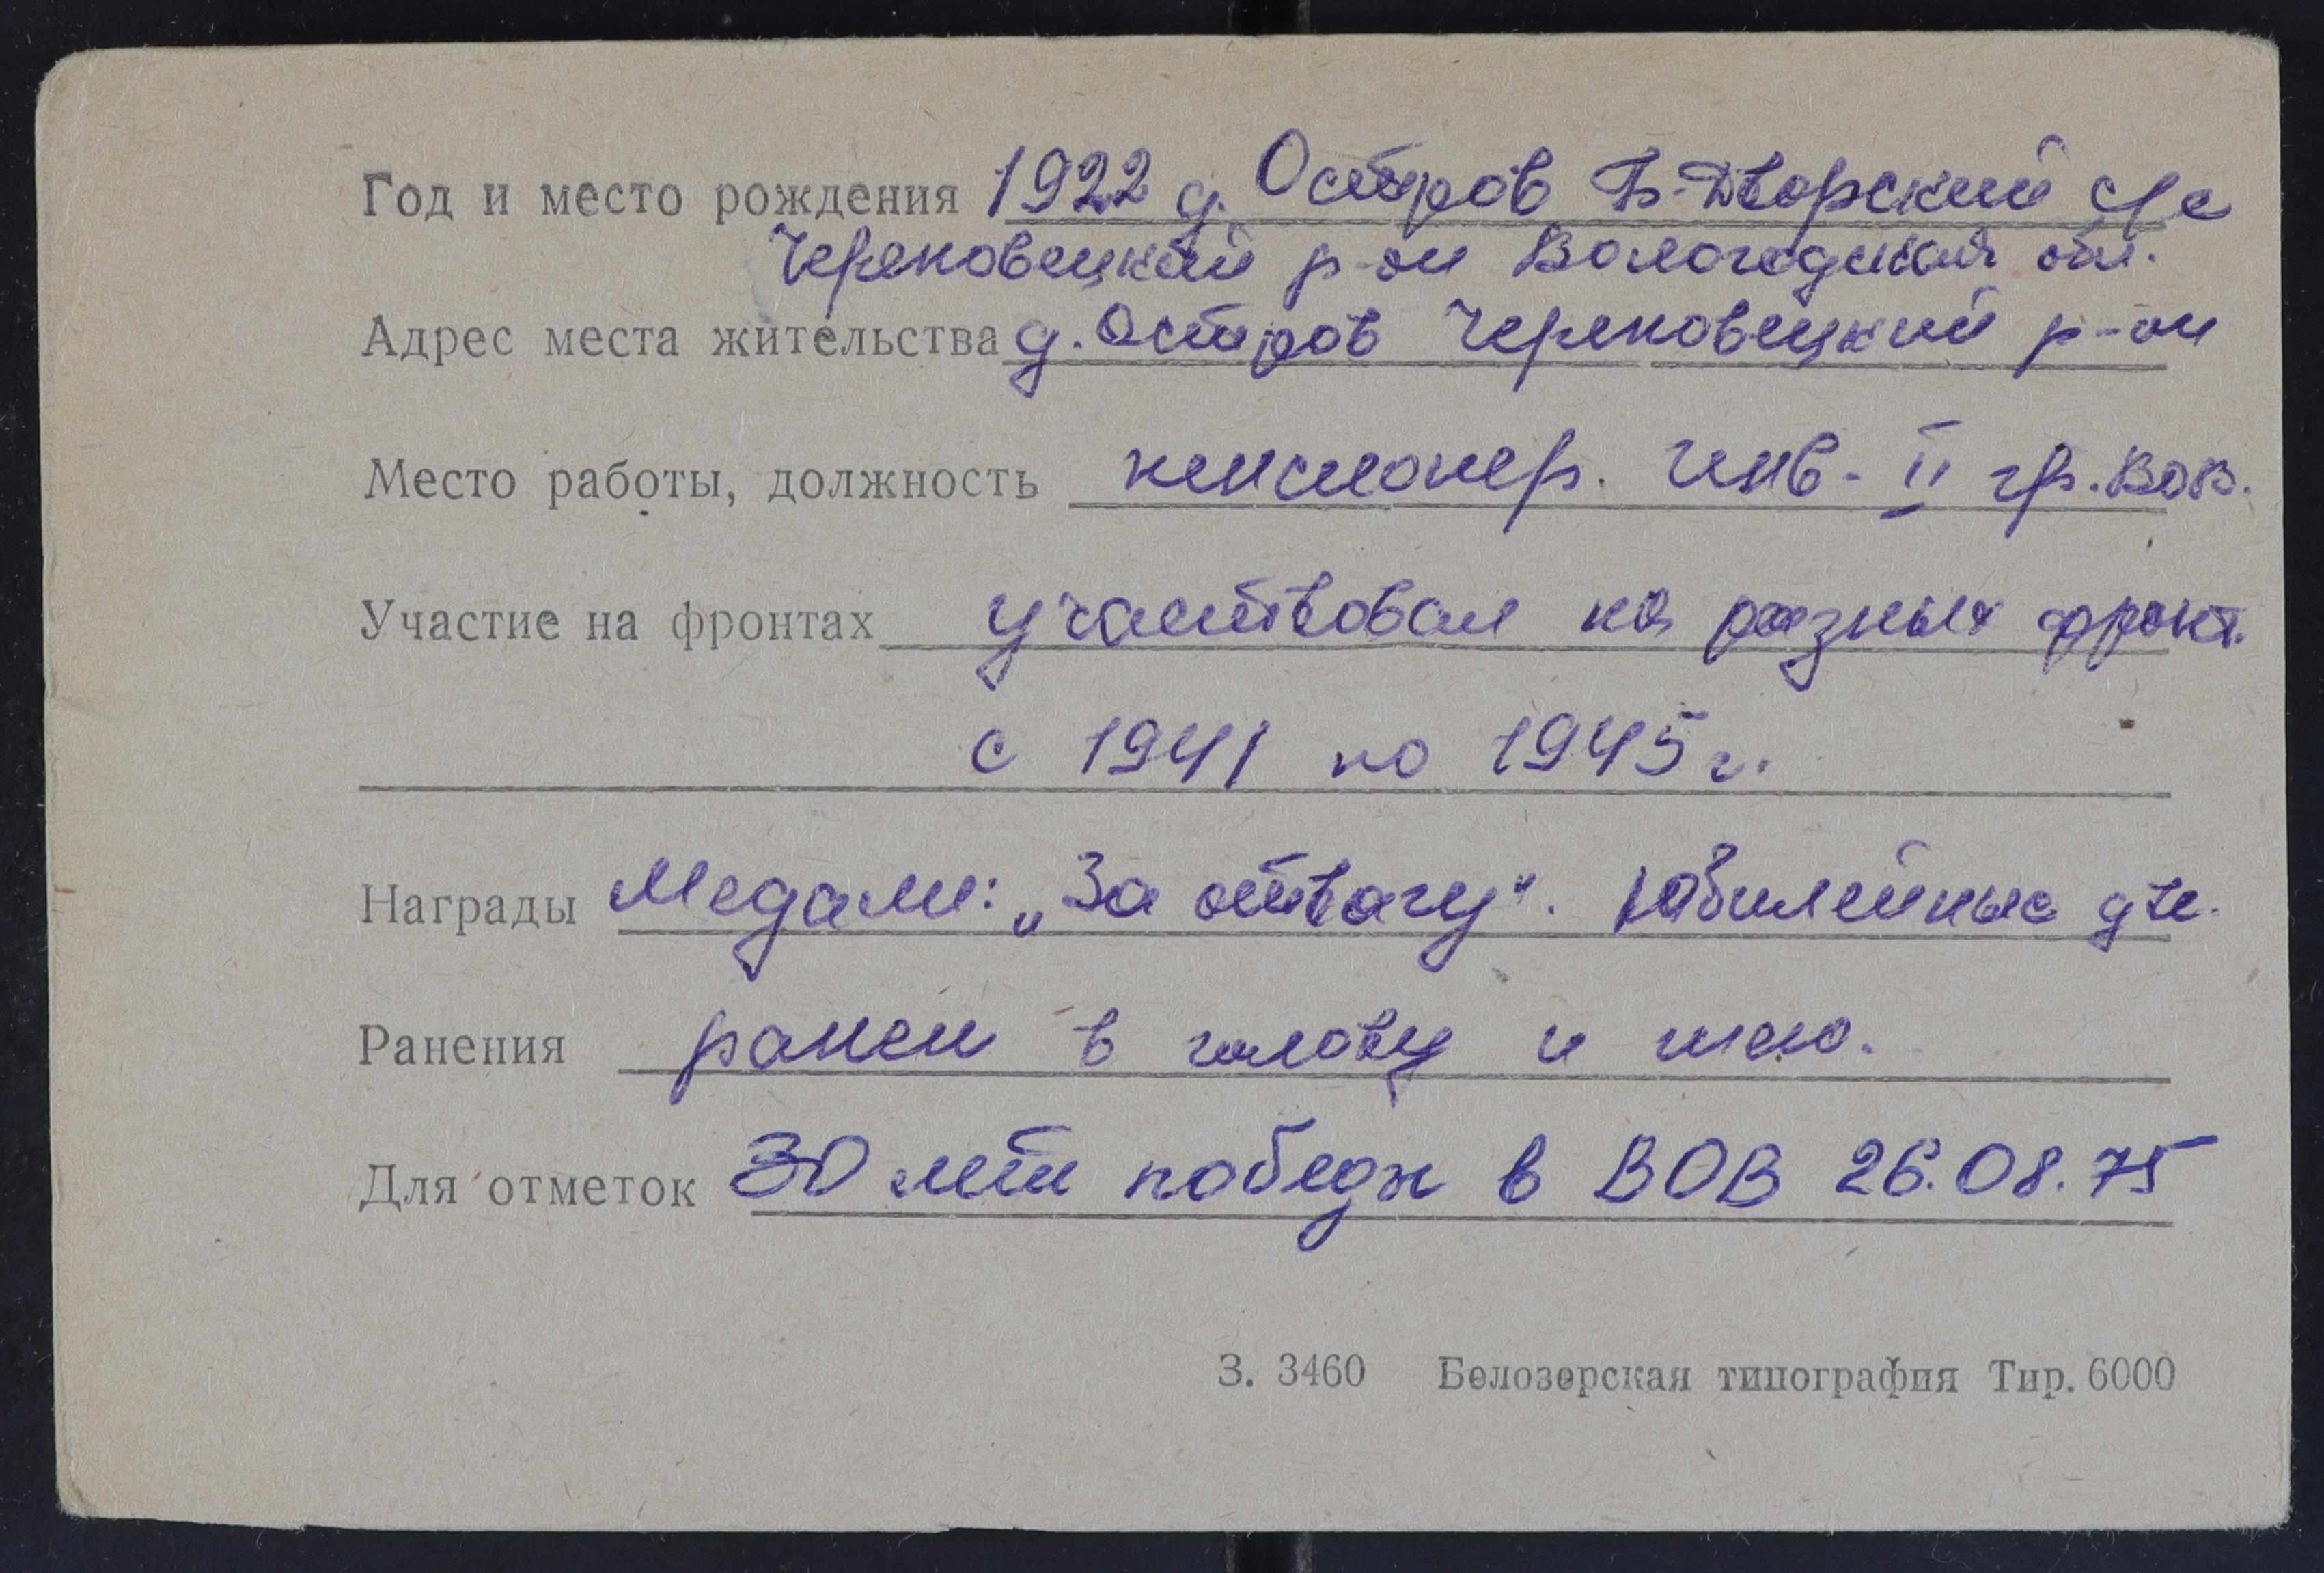 Год и место рождения 1922 д. Остров Б-Дворский с/с
Череповецкий р-он Вологодская обл.
Адрес места жительства д. Остров Череповецкий р-он
Место работы, должность пенсионер. инв. II гр. ВОВ.
Участие на фронтах участвовал на разных фронт.
с 1941 по 1945 г.
Награды Медали: „За отвагу". Юбилейные
Ранения ранен в голову и шею.
Для отметок 30 лет победы в ВОВ 26.08.75
З. 3460 Белозерская типография Тир. 6000